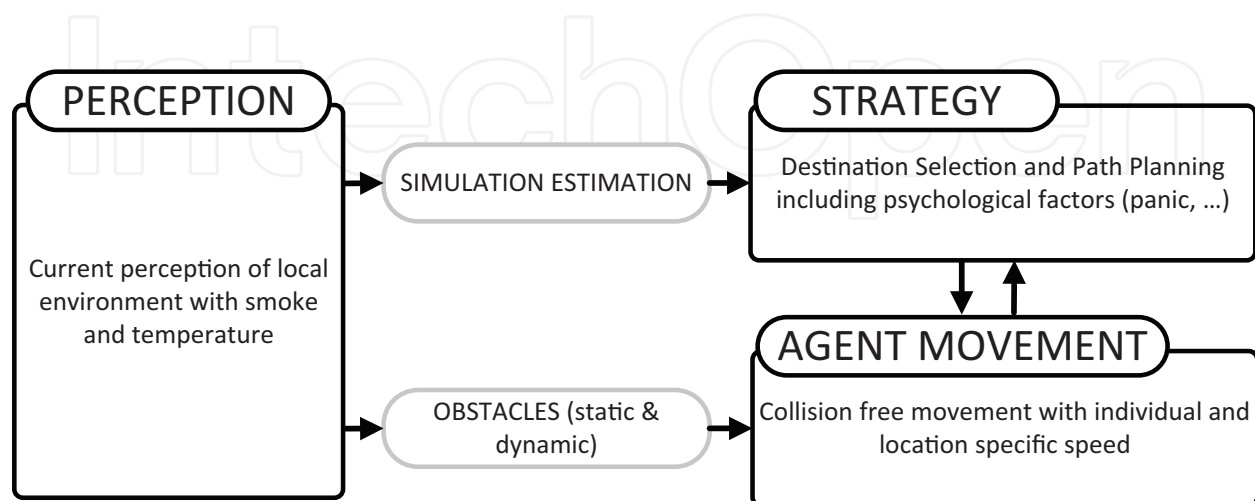 IntechOpen
PERCEPTION
Current perception of local
environment with smoke
and temperature
SIMULATION ESTIMATION
OBSTACLES (static &
dynamic)
STRATEGY
Destination Selection and Path Planning
including psychological factors (panic, ...)
AGENT MOVEMENT
Collision free movement with individual and
location specific speed